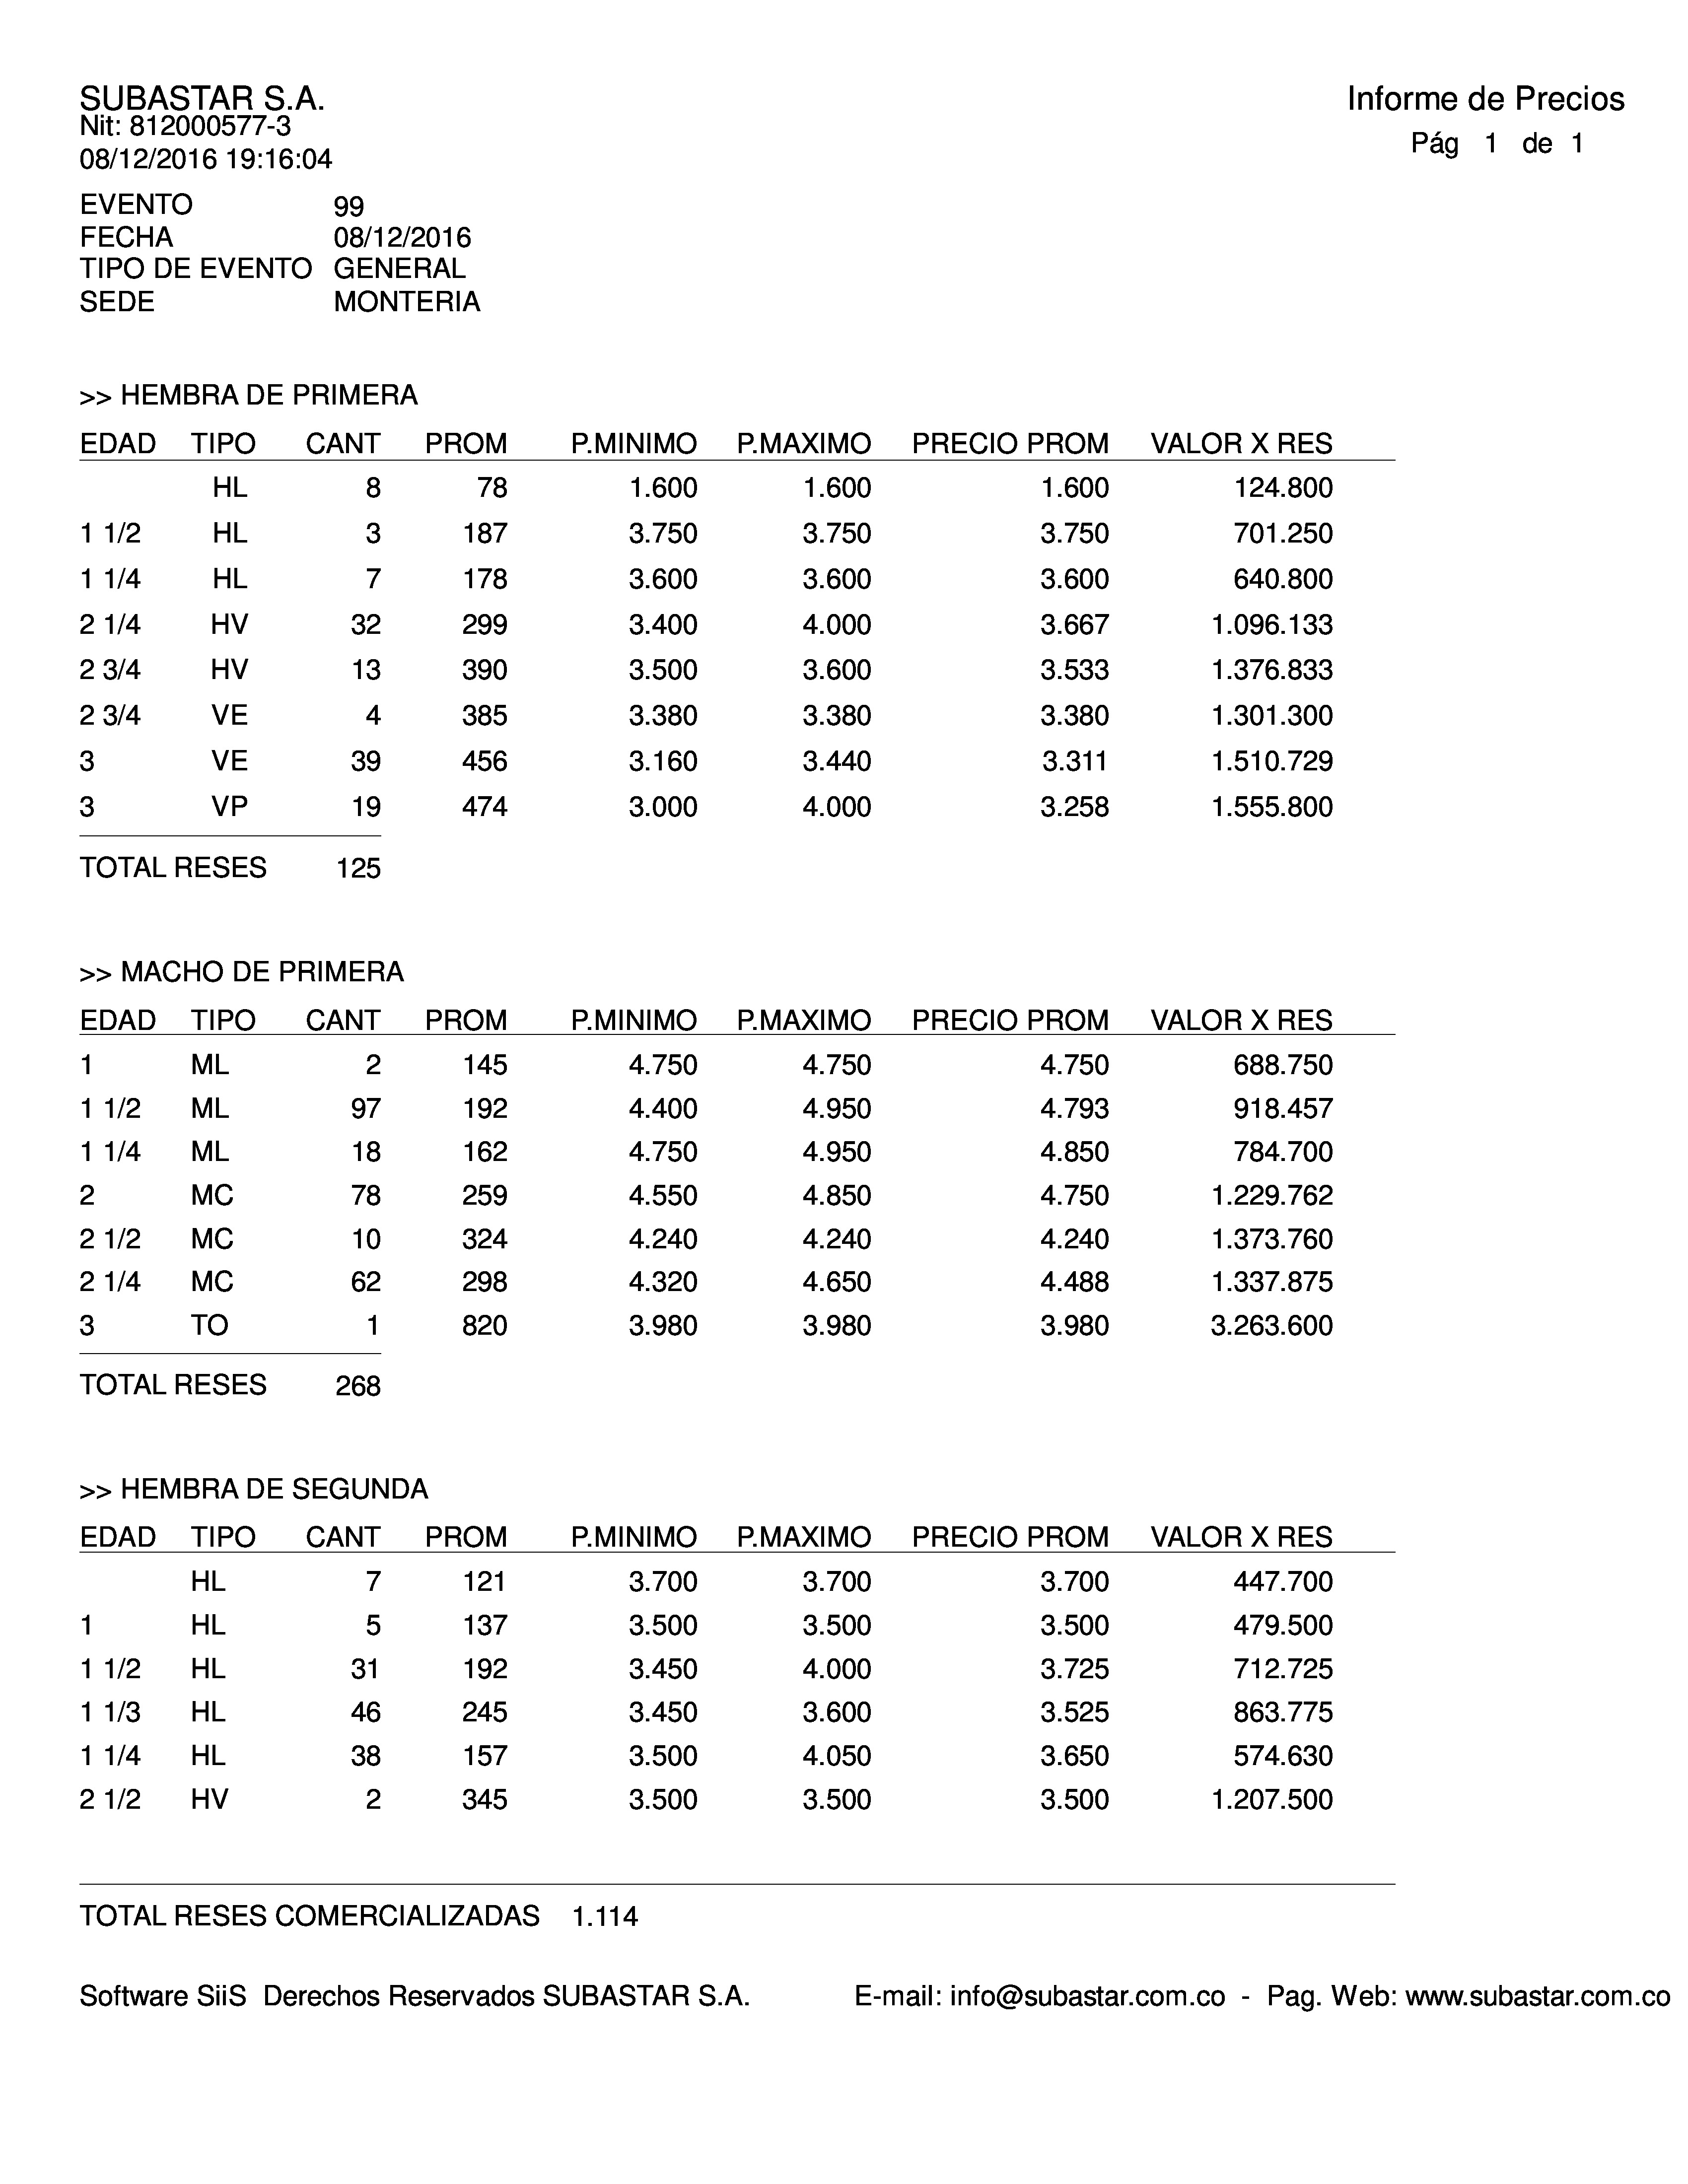 SUBASTAR S.A.
Informe de Precios
Nit: 812000577-3
Pág 1 de 1
08/12/2016 19:16:04
EVENTO 99
FECHA 08/12/2016
TIPO DE EVENTO GENERAL
SEDE MONTERIA
>> HEMBRA DE PRIMERA
EDAD TIPO CANT PROM P.MINIMO P.MAXIMO PRECIO PROM VALOR X RES
HL 8 78 1.600 1.600 1.600 124.800
1 1/2 HL 3 187 3.750 3.750 3.750 701.250
1 1/4 HL 7 178 3.600 3.600 3.600 640.800
2 1/4 HV 32 299 3.400 4.000 3.667 1.096.133
2 3/4 HV 13 390 3.500 3.600 3.533 1.376.833
2 3/4 VE 4 385 3.380 3.380 3.380 1.301.300
3 VE 39 456 3.160 3.440 3.311 1.510.729
3 VP 19 474 3.000 4.000 3.258 1.555.800
TOTAL RESES 125
>> MACHO DE PRIMERA
EDAD TIPO CANT PROM P.MINIMO P.MAXIMO PRECIO PROM VALOR X RES
1 ML 2 145 4.750 4.750 4.750 688.750
1 1/2 ML 97 192 4.400 4.950 4.793 918.457
1 1/4 ML 18 162 4.750 4.950 4.850 784.700
2 MC 78 259 4.550 4.850 4.750 1.229.762
2 1/2 MC 10 324 4.240 4.240 4.240 1.373.760
2 1/4 MC 62 298 4.320 4.650 4.488 1.337.875
3 TO 1 820 3.980 3.980 3.980 3.263.600
TOTAL RESES 268
>> HEMBRA DE SEGUNDA
EDAD TIPO CANT PROM P.MINIMO P.MAXIMO PRECIO PROM VALOR X RES
HL 7 121 3.700 3.700 3.700 447.700
1 HL 5 137 3.500 3.500 3.500 479.500
1 1/2 HL 31 192 3.450 4.000 3.725 712.725
1 1/3 HL 46 245 3.450 3.600 3.525 863.775
1 1/4 HL 38 157 3.500 4.050 3.650 574.630
2 1/2 HV 2 345 3.500 3.500 3.500 1.207.500
TOTAL RESES COMERCIALIZADAS 1.114
Software SiiS Derechos Reservados SUBASTAR S.A. E-mail: info@subastar.com.co - Pag. Web: www.subastar.com.co